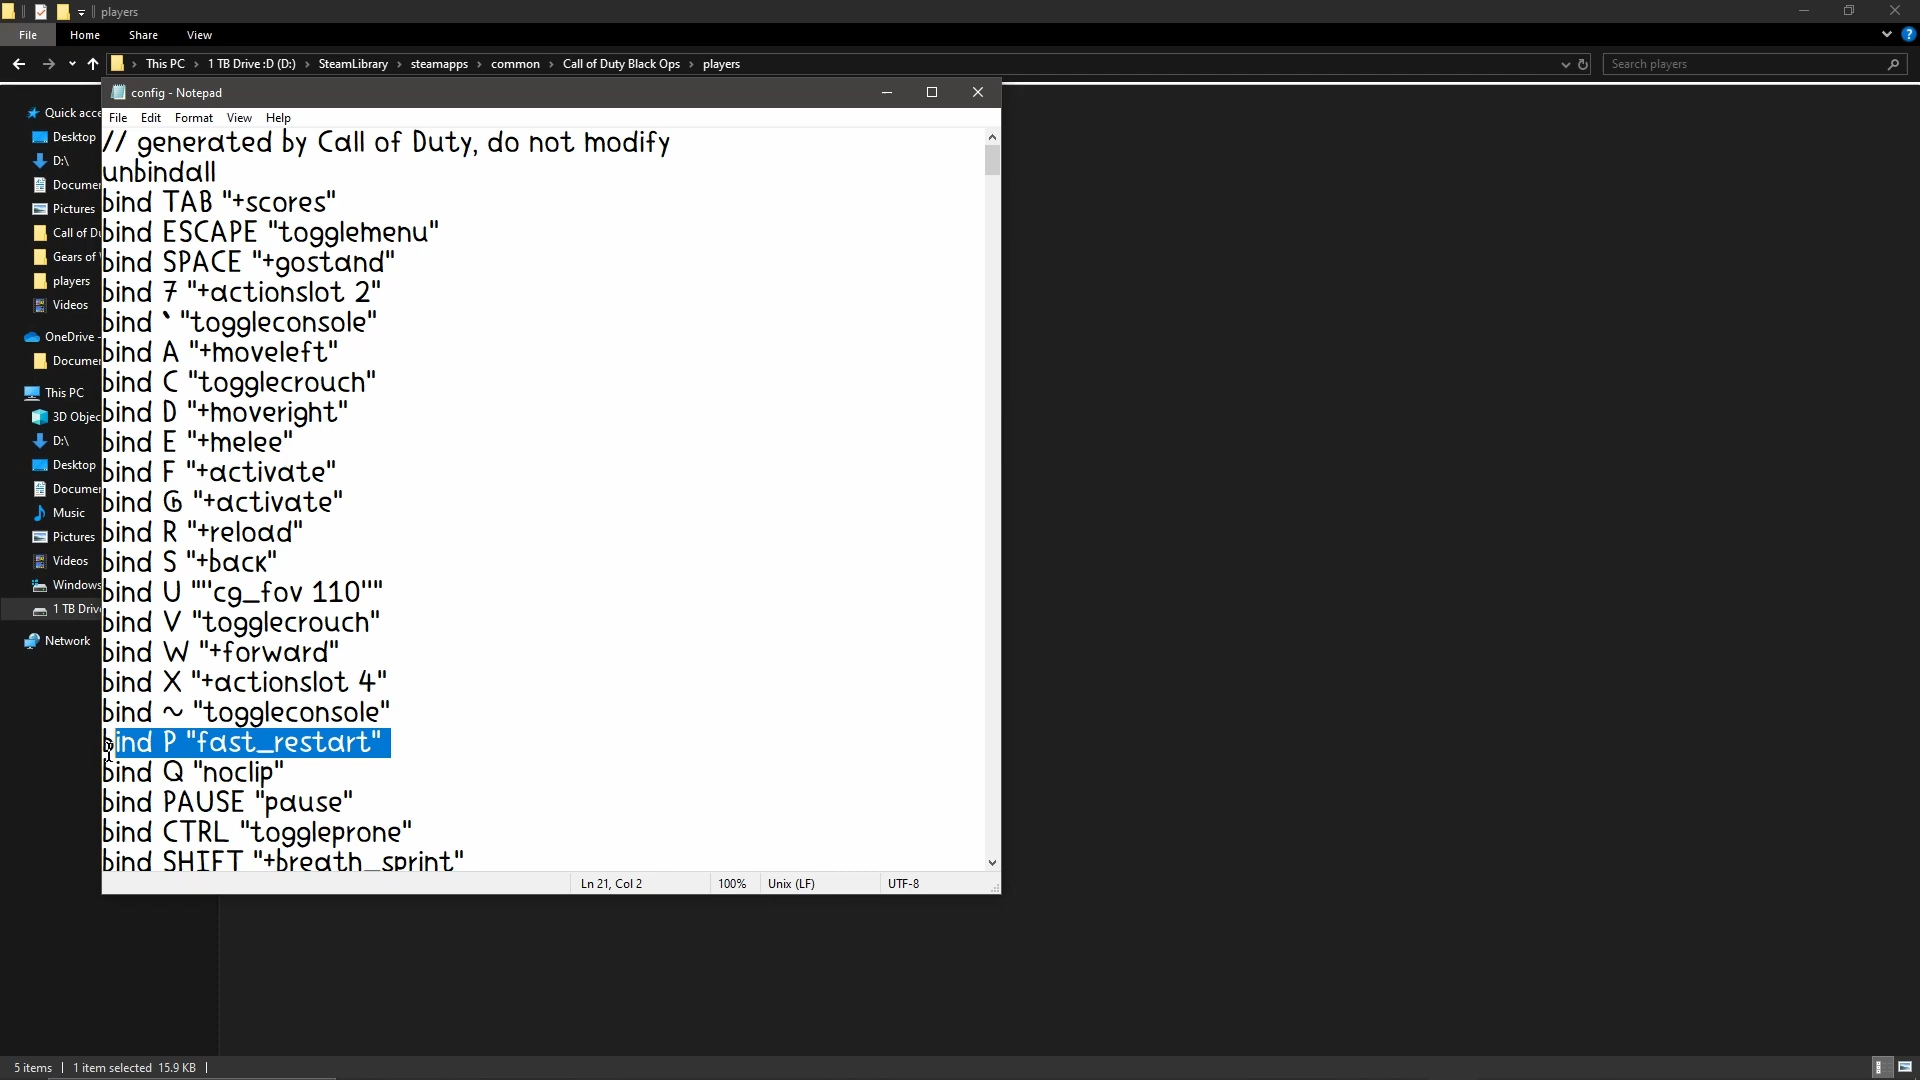 players
File Home Share View
This PC › 1 TB Drive :D (D:) › SteamLibrary › steamapps › common › Call of Duty Black Ops › players
Search players
Quick acce
Desktop
D:\
Documer
Pictures
Call of Du
Gears of
players
Videos
OneDrive -
Documer
This PC
3D Objec
D:\
Desktop
Documer
Music
Pictures
Videos
Windows
1 TB Drive
Network
config - Notepad
File Edit Format View Help
// generated by Call of Duty, do not modify
unbindall
bind TAB "+scores"
bind ESCAPE "togglemenu"
bind SPACE "+gostand"
bind 7 "+actionslot 2"
bind ` "toggleconsole"
bind A "+moveleft"
bind C "togglecrouch"
bind D "+moveright"
bind E "+melee"
bind F "+activate"
bind G "+activate"
bind R "+reload"
bind S "+back"
bind U ""cg_fov 110""
bind V "togglecrouch"
bind W "+forward"
bind X "+actionslot 4"
bind ~ "toggleconsole"
bind P "fast_restart"
bind Q "noclip"
bind PAUSE "pause"
bind CTRL "toggleprone"
bind SHIFT "+breath_sprint"
Ln 21, Col 2 100% Unix (LF) UTF-8
5 items 1 item selected 15.9 KB